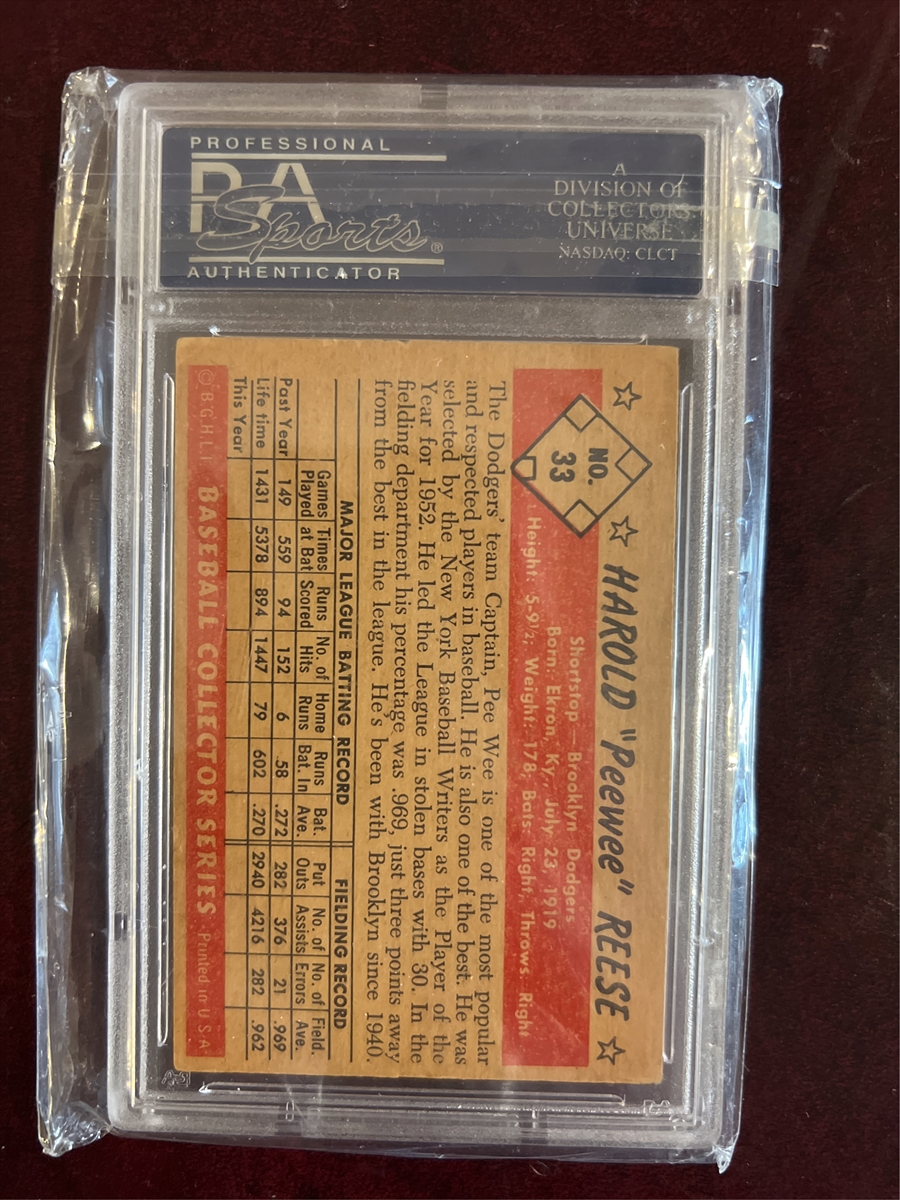 PROFESSIONAL
PSA
Sports®
AUTHENTICATOR
A
DIVISION OF
COLLECTORS
UNIVERSE
NASDAQ: CLCT
NO.
33
HAROLD "Peewee" REESE
Shortstop — Brooklyn Dodgers
Born: Ekron, Ky., July 23, 1919
Height: 5-9½; Weight: 178; Bats: Right, Throws: Right
The Dodgers' team Captain, Pee Wee is one of the most popular
and respected players in baseball. He is also one of the best. He was
selected by the New York Baseball Writers as the Player of the
Year for 1952. He led the League in stolen bases with 30. In the
fielding department his percentage was .969, just three points away
from the best in the league. He's been with Brooklyn since 1940.
MAJOR LEAGUE BATTING RECORD FIELDING RECORD
Games Times Runs No. of Home Runs Bat. Put No. of No. of Field.
Played at Bat Scored Hits Runs Bat. In Ave. Outs Assists Errors Ave.
Past Year 149 559 94 152 6 58 .272 282 376 21 .969
Life time 1431 5378 894 1447 79 602 .270 2940 4216 282 .962
This Year
© B.G.H.L.I. BASEBALL COLLECTOR SERIES Printed in U.S.A.